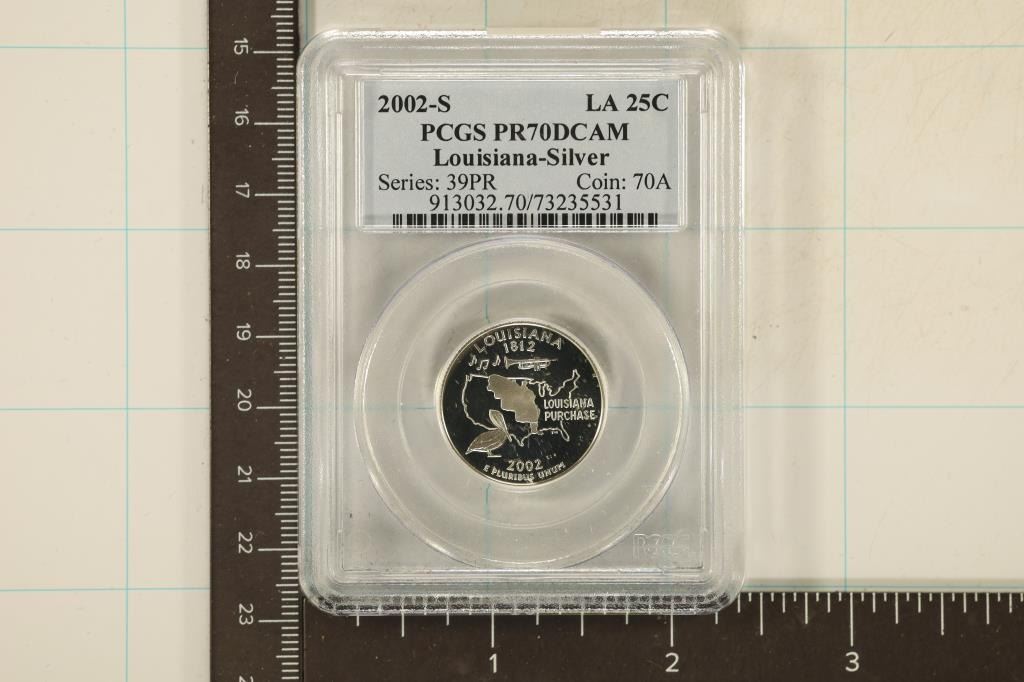 2002-S LA 25C
PCGS PR70DCAM
Louisiana-Silver
Series: 39PR Coin: 70A
913032.70/73235531
LOUISIANA
1812
LOUISIANA
PURCHASE
2002
E PLURIBUS UNUM
PCGS
15
16
17
18
19
20
21
22
23
1 2 3